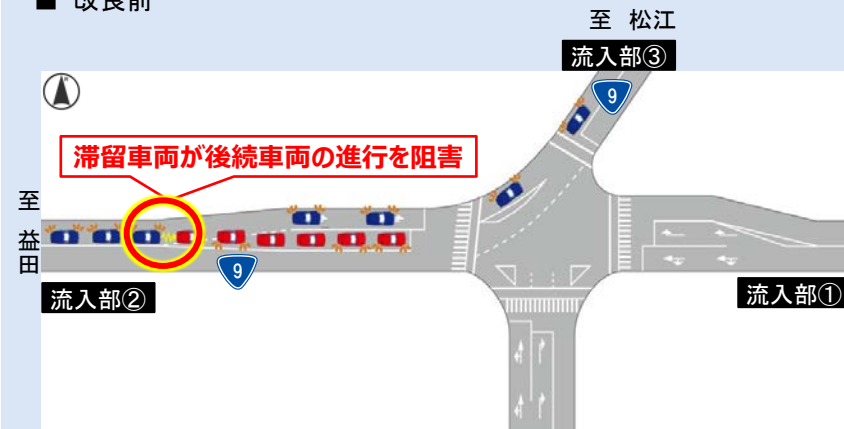 ■ 改良前
至 松江
流入部③
9
滞留車両が後続車両の進行を阻害
至
益
田
9
流入部②
流入部①